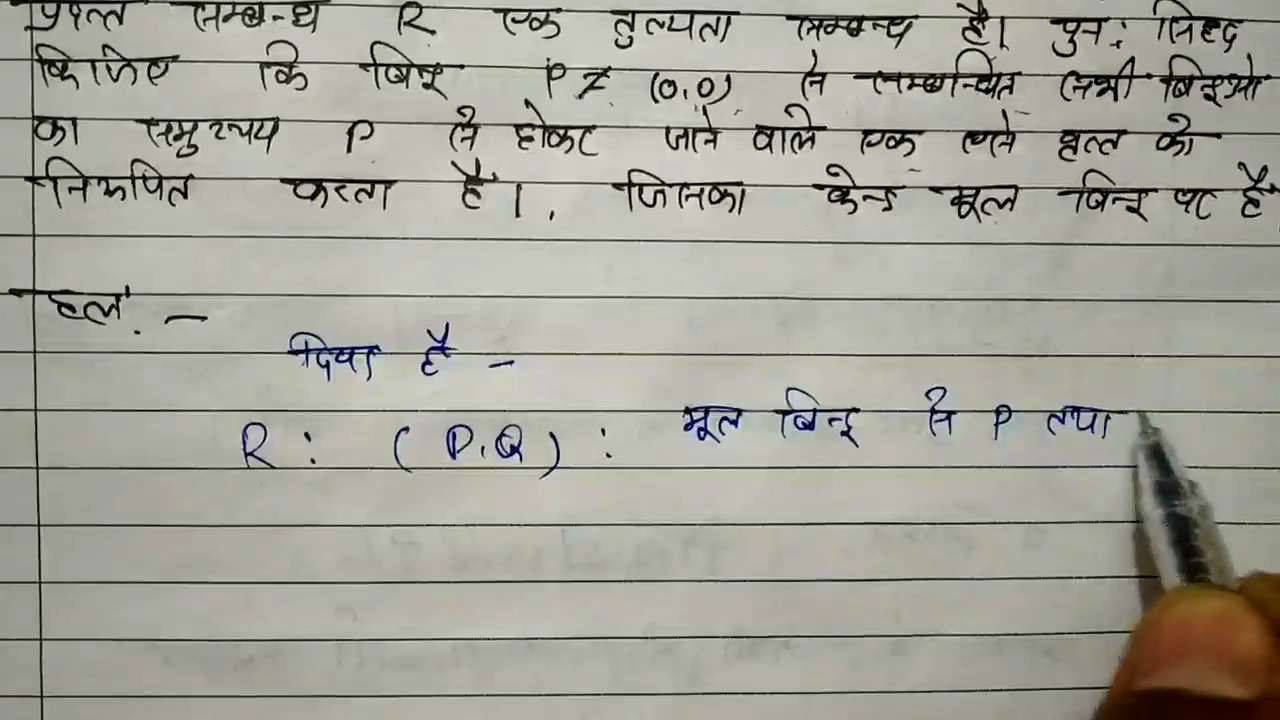 प्रदत्त सम्बन्ध R एक तुल्यता सम्बन्ध है। पुन: सिद्द
किजिए कि बिन्दु P ≠ (0,0) से सम्बन्धित सभी बिन्दुओ
का समुच्चय P से होकर जाने वाले एक ऐसे वृत्त को
निरूपित करता है।. जिसका केन्द्र मूल बिन्दु पर है
हल. –
दिया है –
R : (P,Q) : मूल बिन्दु से P तथा